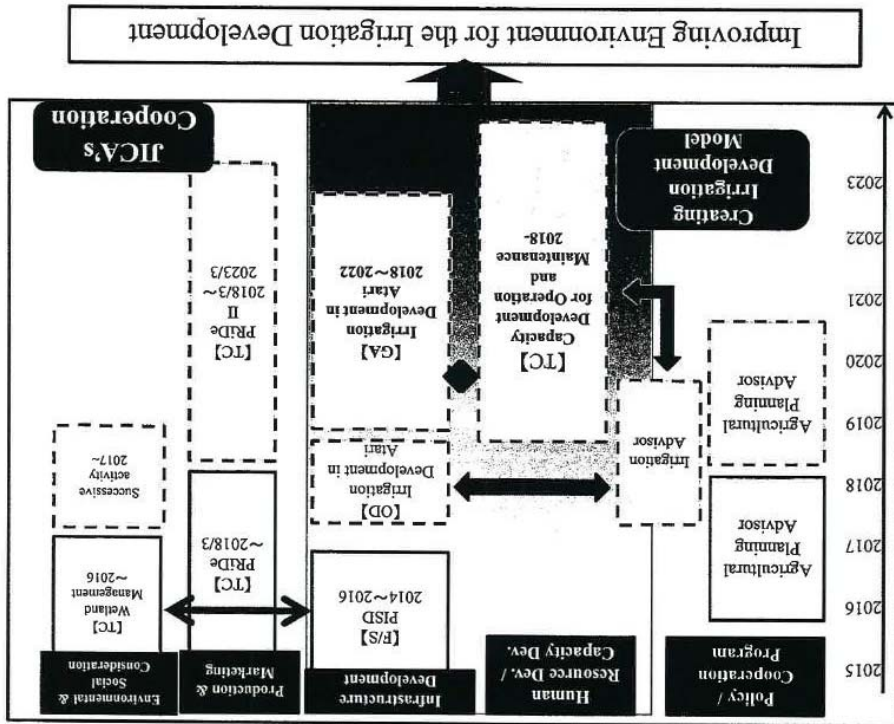 Policy /
Cooperation
Program
Human
Resource Dev. /
Capacity Dev.
Infrastructure
Development
Production &
Marketing
Environmental &
Social
Consideration
2015
2016
2017
2018
2019
2020
2021
2022
2023
Agricultural
Planning
Advisor
Agricultural
Planning
Advisor
Irrigation
Advisor
【TC】
Capacity
Development
for Operation
and
Maintenance
2018-
【F/S】
PISD
2014～2016
【OD】
Irrigation
Development in
Atari
【GA】
Irrigation
Development in
Atari
2018～2022
【TC】
PRiDe
～2018/3
【TC】
PRiDe
II
2018/3～
2023/3
【TC】
Wetland
Management
～2016
Successive
activity
2017~
Creating
Irrigation
Development
Model
JICA's
Cooperation
Improving Environment for the Irrigation Development